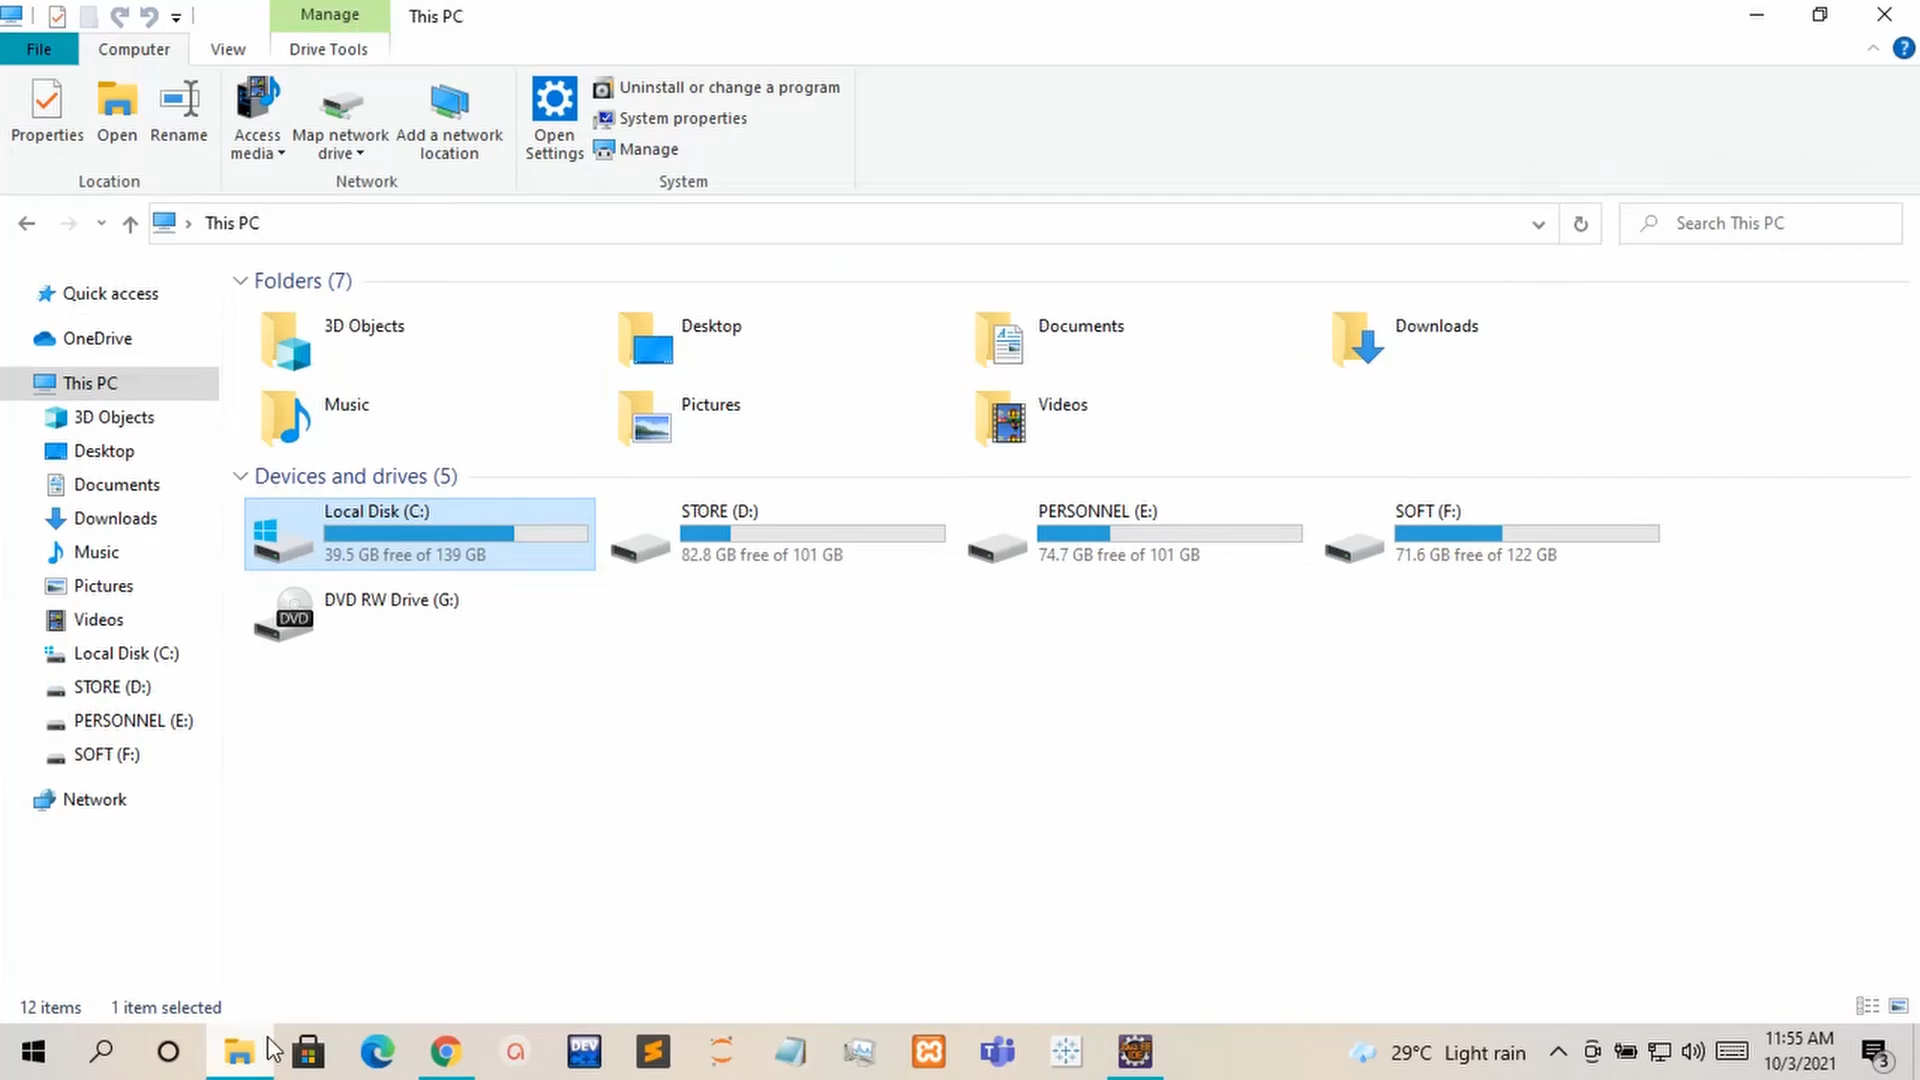 Manage This PC
File Computer View Drive Tools
Properties Open Rename Access media Map network drive Add a network location Open Settings Uninstall or change a program
System properties
Manage
Location Network System
This PC Search This PC
Quick access
OneDrive
This PC
3D Objects
Desktop
Documents
Downloads
Music
Pictures
Videos
Local Disk (C:)
STORE (D:)
PERSONNEL (E:)
SOFT (F:)
Network
Folders (7)
3D Objects Desktop Documents Downloads
Music Pictures Videos
Devices and drives (5)
Local Disk (C:) STORE (D:) PERSONNEL (E:) SOFT (F:)
39.5 GB free of 139 GB 82.8 GB free of 101 GB 74.7 GB free of 101 GB 71.6 GB free of 122 GB
DVD RW Drive (G:)
DVD
12 items 1 item selected
DEV 29°C Light rain 11:55 AM
10/3/2021 3